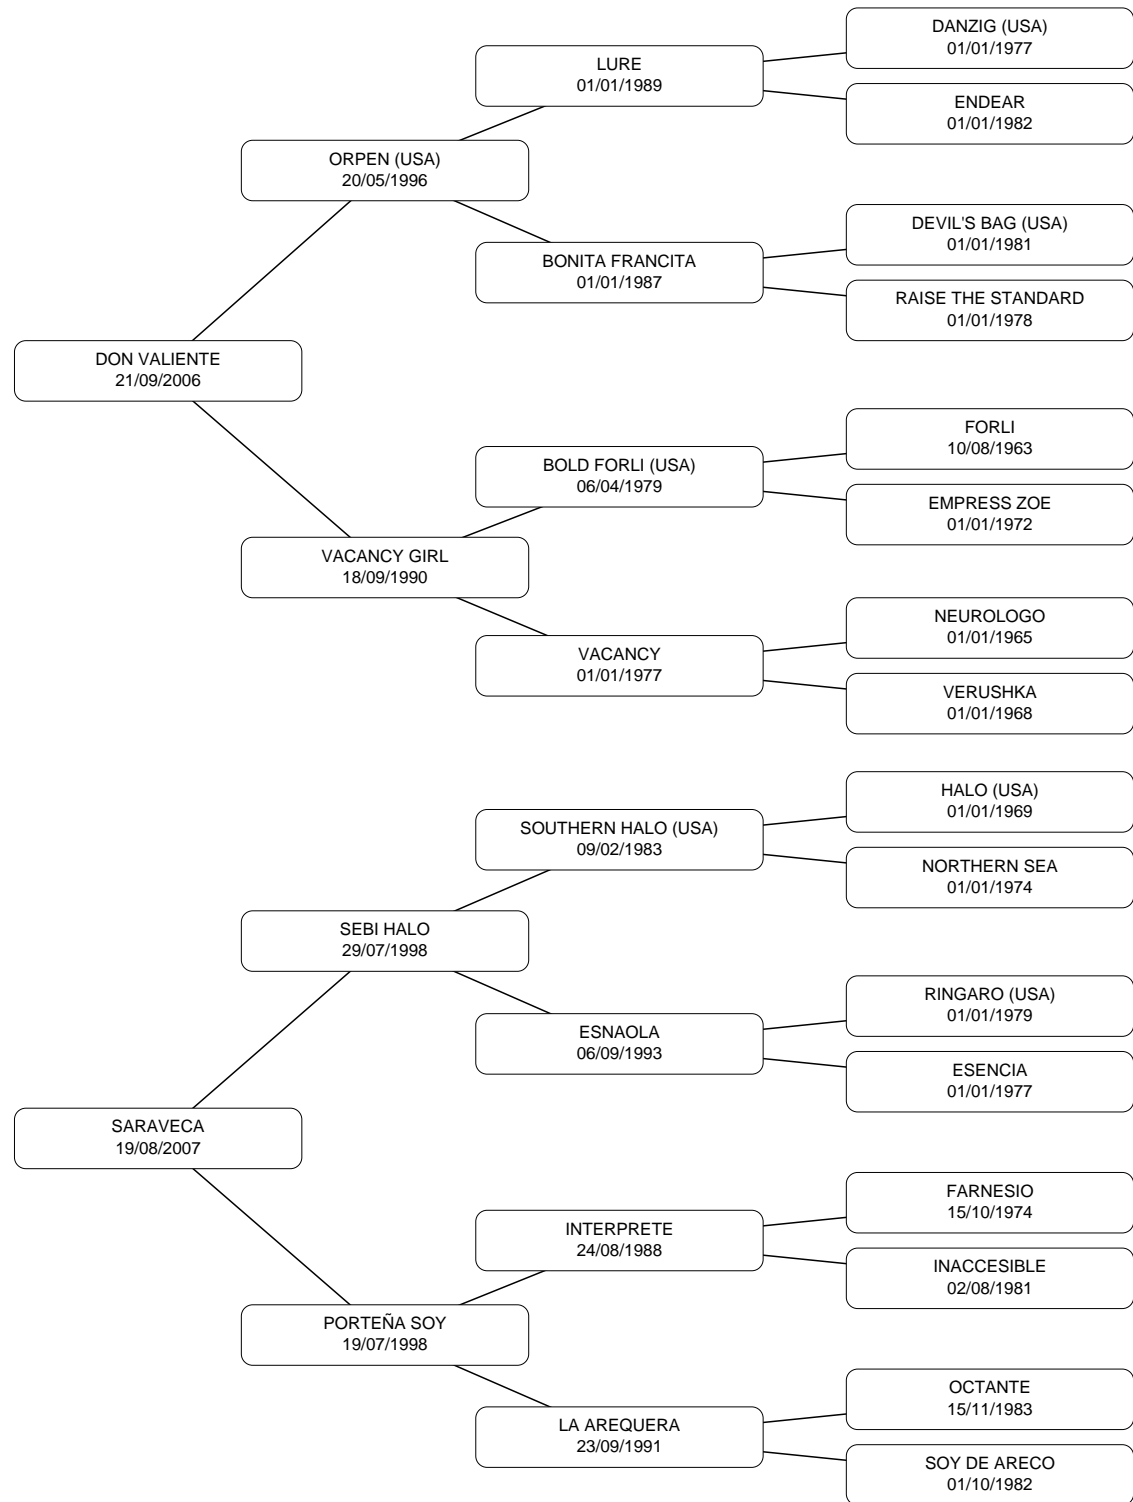 DANZIG (USA)
01/01/1977
LURE
01/01/1989
ENDEAR
01/01/1982
ORPEN (USA)
20/05/1996
DEVIL'S BAG (USA)
01/01/1981
BONITA FRANCITA
01/01/1987
RAISE THE STANDARD
01/01/1978
DON VALIENTE
21/09/2006
FORLI
10/08/1963
BOLD FORLI (USA)
06/04/1979
EMPRESS ZOE
01/01/1972
VACANCY GIRL
18/09/1990
NEUROLOGO
01/01/1965
VACANCY
01/01/1977
VERUSHKA
01/01/1968
HALO (USA)
01/01/1969
SOUTHERN HALO (USA)
09/02/1983
NORTHERN SEA
01/01/1974
SEBI HALO
29/07/1998
RINGARO (USA)
01/01/1979
ESNAOLA
06/09/1993
ESENCIA
01/01/1977
SARAVECA
19/08/2007
FARNESIO
15/10/1974
INTERPRETE
24/08/1988
INACCESIBLE
02/08/1981
PORTEÑA SOY
19/07/1998
OCTANTE
15/11/1983
LA AREQUERA
23/09/1991
SOY DE ARECO
01/10/1982